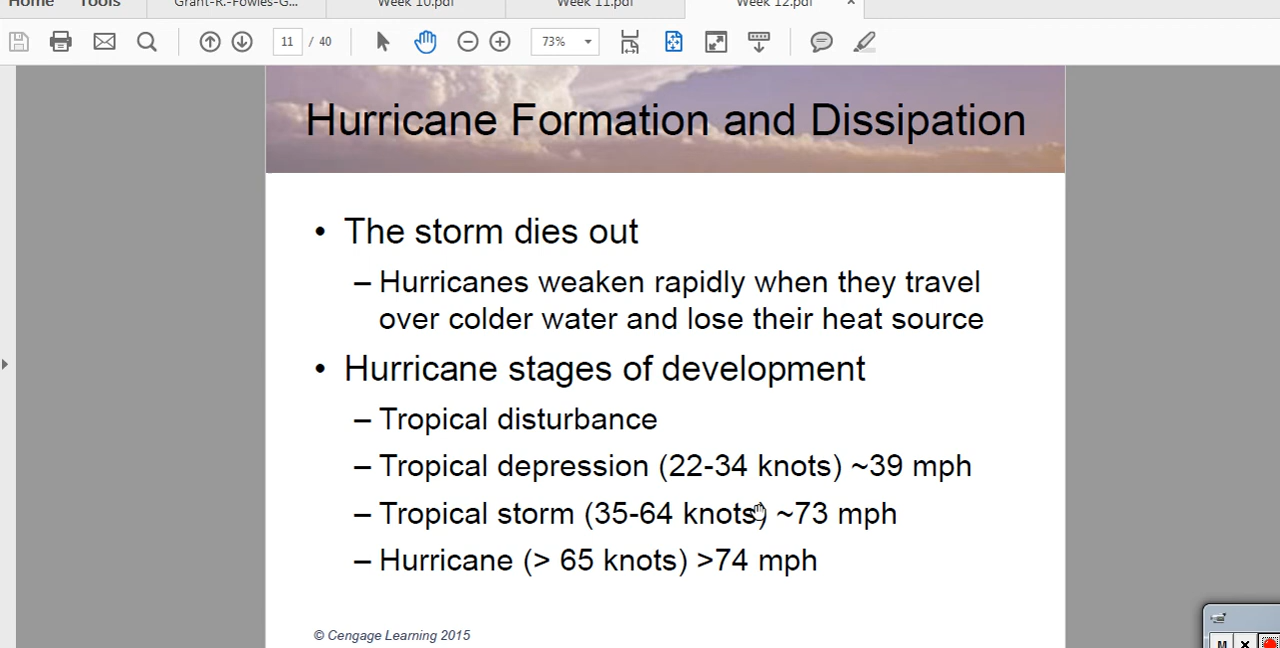 Home Tools Grant-R.-Fowles-G... Week 10.pdf Week 11.pdf Week 12.pdf ×
11 / 40 73%
Hurricane Formation and Dissipation
• The storm dies out
– Hurricanes weaken rapidly when they travel
over colder water and lose their heat source
• Hurricane stages of development
– Tropical disturbance
– Tropical depression (22-34 knots) ~39 mph
– Tropical storm (35-64 knots) ~73 mph
– Hurricane (> 65 knots) >74 mph
© Cengage Learning 2015
M